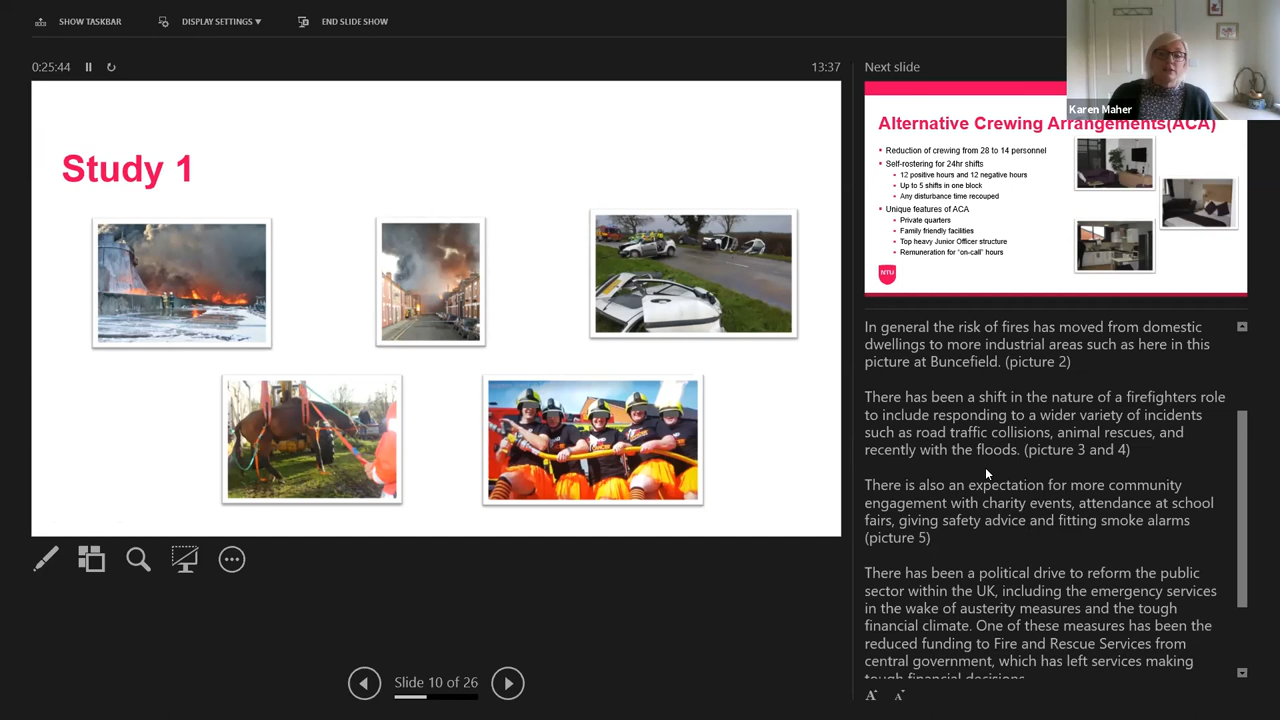 SHOW TASKBAR
DISPLAY SETTINGS ▼
END SLIDE SHOW
0:25:44
13:37
Next slide
Karen Maher
Study 1
Alternative Crewing Arrangements(ACA)
• Reduction of crewing from 28 to 14 personnel
• Self-rostering for 24hr shifts
• 12 positive hours and 12 negative hours
• Up to 5 shifts in one block
• Any disturbance time recouped
• Unique features of ACA
• Private quarters
• Family friendly facilities
• Top heavy Junior Officer structure
• Remuneration for “on-call” hours
NTU
In general the risk of fires has moved from domestic
dwellings to more industrial areas such as here in this
picture at Buncefield. (picture 2)
There has been a shift in the nature of a firefighters role
to include responding to a wider variety of incidents
such as road traffic collisions, animal rescues, and
recently with the floods. (picture 3 and 4)
There is also an expectation for more community
engagement with charity events, attendance at school
fairs, giving safety advice and fitting smoke alarms
(picture 5)
There has been a political drive to reform the public
sector within the UK, including the emergency services
in the wake of austerity measures and the tough
financial climate. One of these measures has been the
reduced funding to Fire and Rescue Services from
central government, which has left services making
tough financial decisions.
Slide 10 of 26
A A